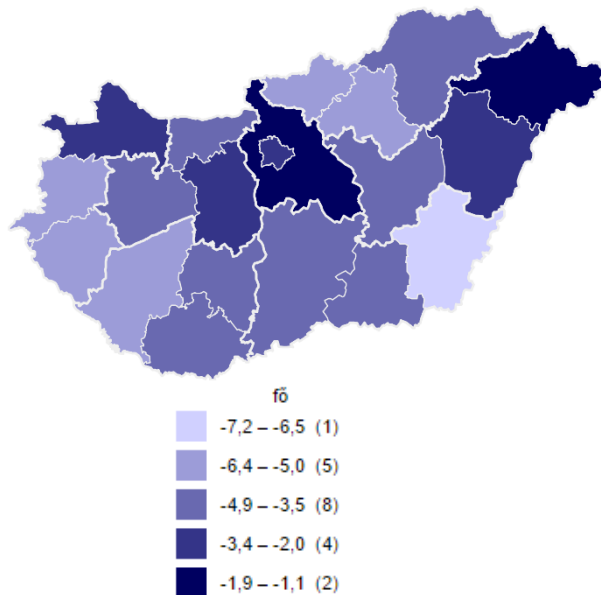 fő
-7,2 – -6,5 (1)
-6,4 – -5,0 (5)
-4,9 – -3,5 (8)
-3,4 – -2,0 (4)
-1,9 – -1,1 (2)